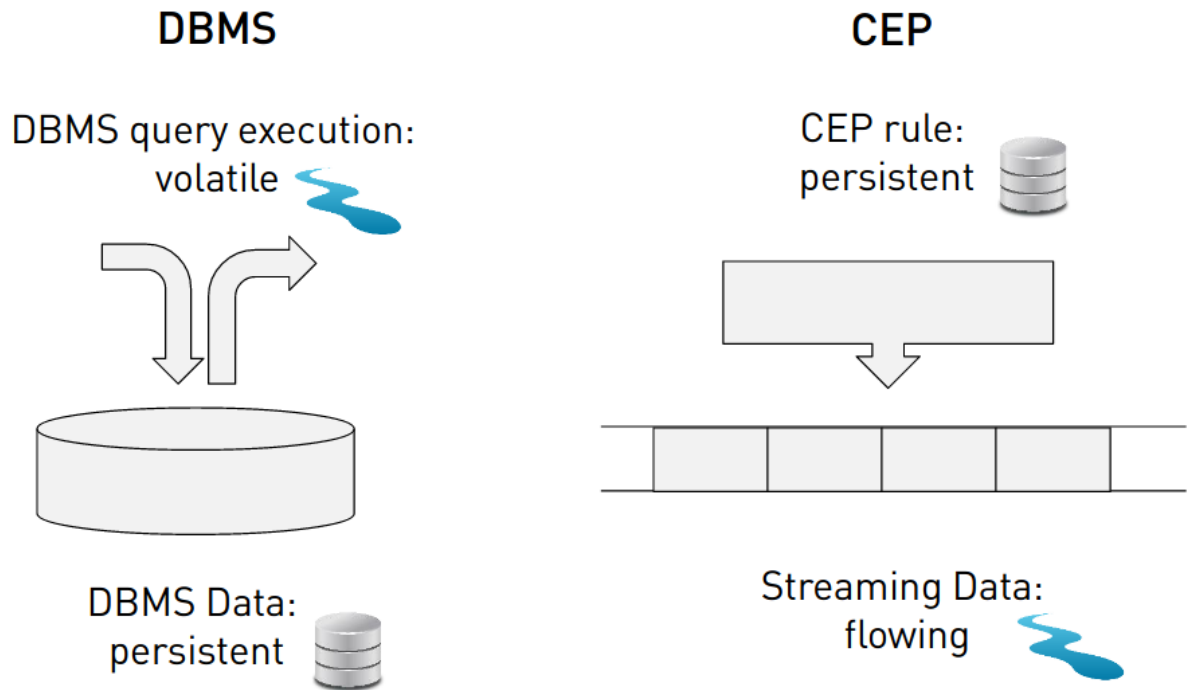 DBMS
DBMS query execution:
volatile
DBMS Data:
persistent
CEP
CEP rule:
persistent
Streaming Data:
flowing